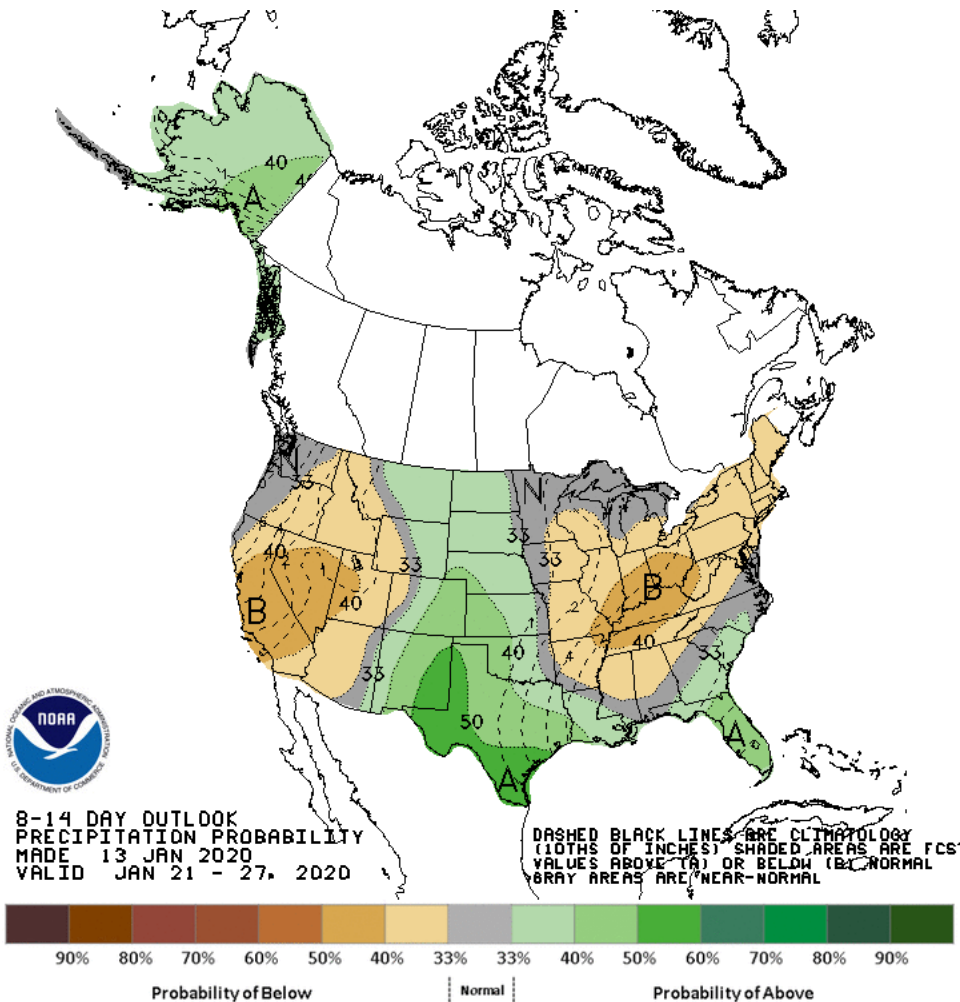 40
4
A
N
33
N
33
33
40
33
B
40
B
40
33
33
40
50
A
A
NATIONAL OCEANIC AND ATMOSPHERIC ADMINISTRATION
NOAA
U.S. DEPARTMENT OF COMMERCE
8-14 DAY OUTLOOK
PRECIPITATION PROBABILITY
MADE 13 JAN 2020
VALID JAN 21 - 27, 2020
DASHED BLACK LINES ARE CLIMATOLOGY
(10THS OF INCHES) SHADED AREAS ARE FCST
VALUES ABOVE (A) OR BELOW (B) NORMAL
GRAY AREAS ARE NEAR-NORMAL
90% 80% 70% 60% 50% 40% 33% 33% 40% 50% 60% 70% 80% 90%
Probability of Below Normal Probability of Above